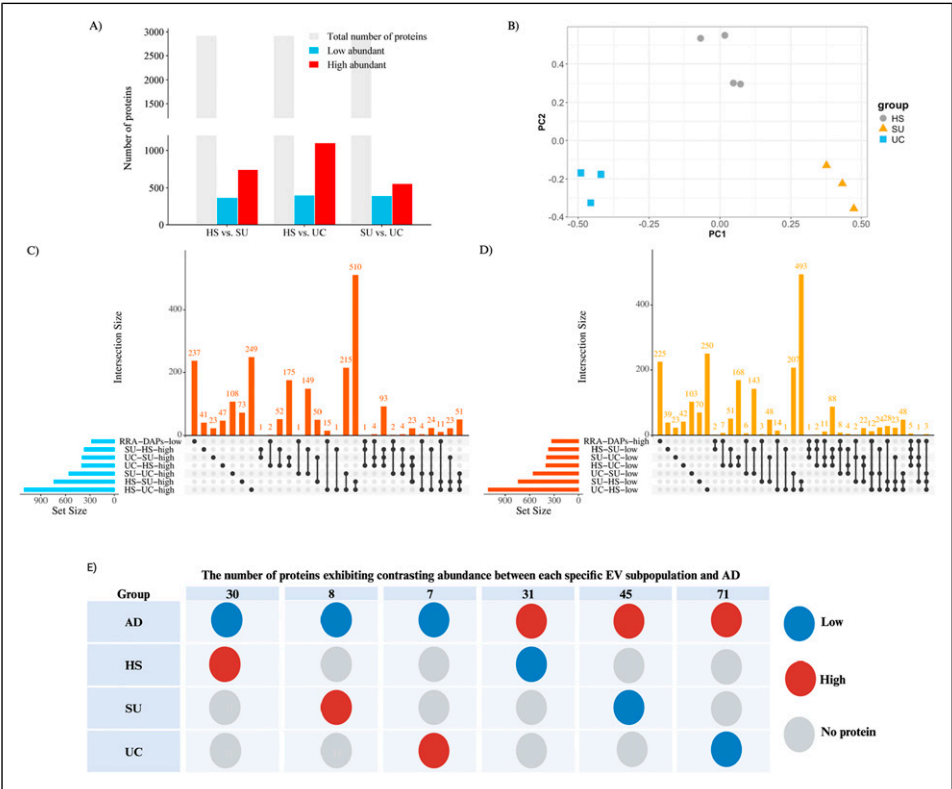 A)
3000
2500
2000
1500
1000
500
0
Number of proteins
Total number of proteins
Low abundant
High abundant
HS vs. SU
HS vs. UC
SU vs. UC
B)
0.4
0.2
0.0
-0.2
-0.4
PC2
-0.50
-0.25
0.00
0.25
0.50
PC1
group
HS
SU
UC
C)
Intersection Size
400
200
0
237
41
23
47
108
73
249
1
2
52
175
1
149
50
15
1
215
510
1
4
93
2
4
23
4
24
11
23
51
RRA-DAPs-low
SU-HS-high
UC-SU-high
UC-HS-high
SU-UC-high
HS-SU-high
HS-UC-high
900 600 300 0
Set Size
D)
Intersection Size
400
200
0
225
39
42
103
70
250
2
7
51
168
6
143
3
48
14
1
207
493
1
88
8
4
2
22
12
24
28
23
48
5
1
3
RRA-DAPs-high
HS-SU-low
SU-UC-low
HS-UC-low
UC-SU-low
SU-HS-low
UC-HS-low
900 600 300 0
Set Size
E)
The number of proteins exhibiting contrasting abundance between each specific EV subpopulation and AD
Group 30 8 7 31 45 71
AD
HS
SU
UC
Low
High
No protein